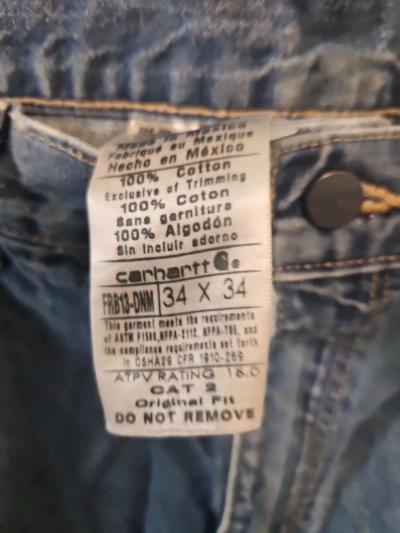 Made in Mexico
Fabriqué au Mexique
Hecho en México
100% Cotton
Exclusive of Trimming
100% Coton
Sans garniture
100% Algodón
Sin incluir adorno
carhartt
FRB13-DNM 34 X 34
This garment meets the requirements
of ASTM F1506, NFPA-2112, NFPA-70E, and
the compliance requirements set forth
in OSHA29 CFR 1910-269
ATPV RATING 18.0
CAT 2
Original Fit
DO NOT REMOVE